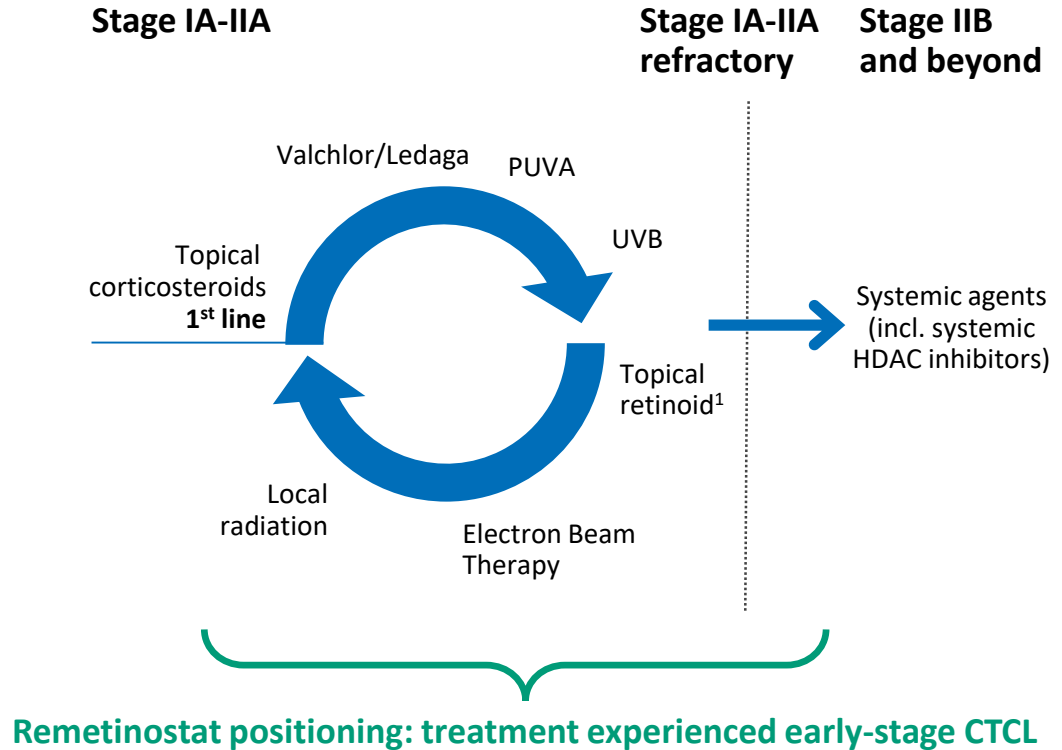 Stage IA-IIA
Stage IA-IIA
refractory
Stage IIB
and beyond
Valchlor/Ledaga
PUVA
UVB
Topical
corticosteroids
1st line
Systemic agents
(incl. systemic
HDAC inhibitors)
Topical
retinoid1
Local
radiation
Electron Beam
Therapy
Remetinostat positioning: treatment experienced early-stage CTCL